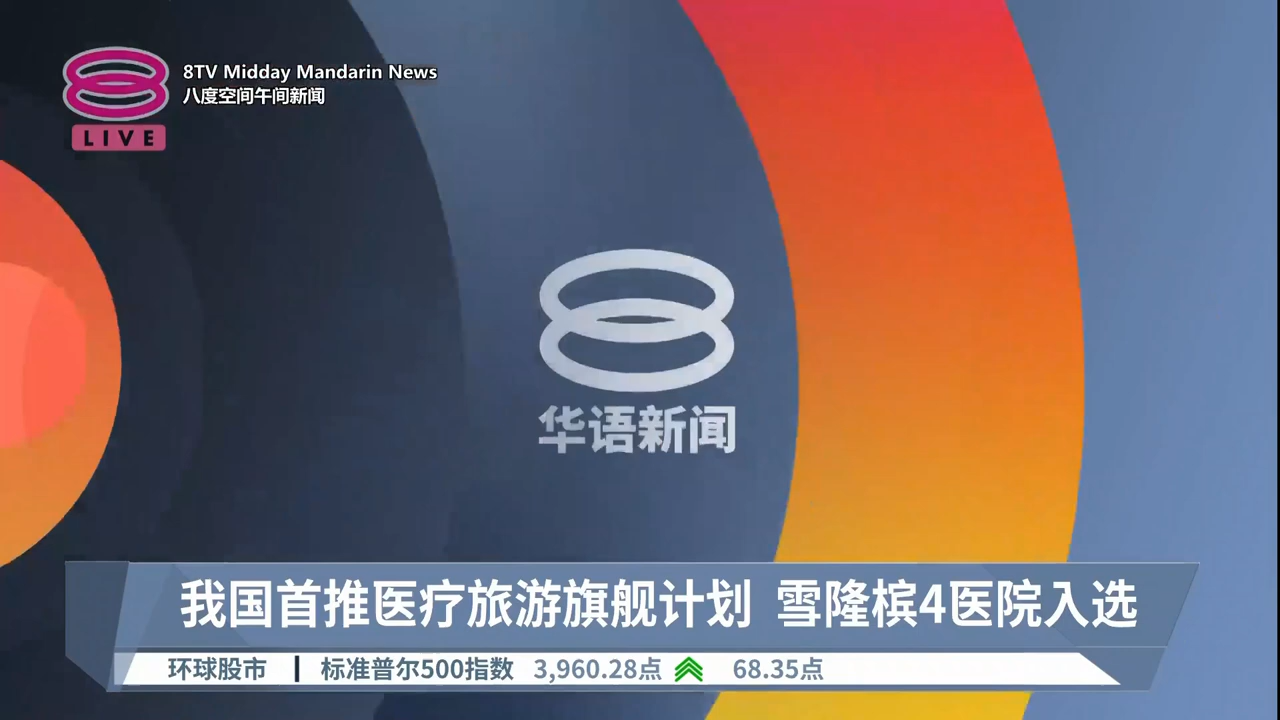 8TV Midday Mandarin News
八度空间午间新闻
LIVE
华语新闻
我国首推医疗旅游旗舰计划 雪隆槟4医院入选
环球股市 | 标准普尔500指数 3,960.28点 68.35点